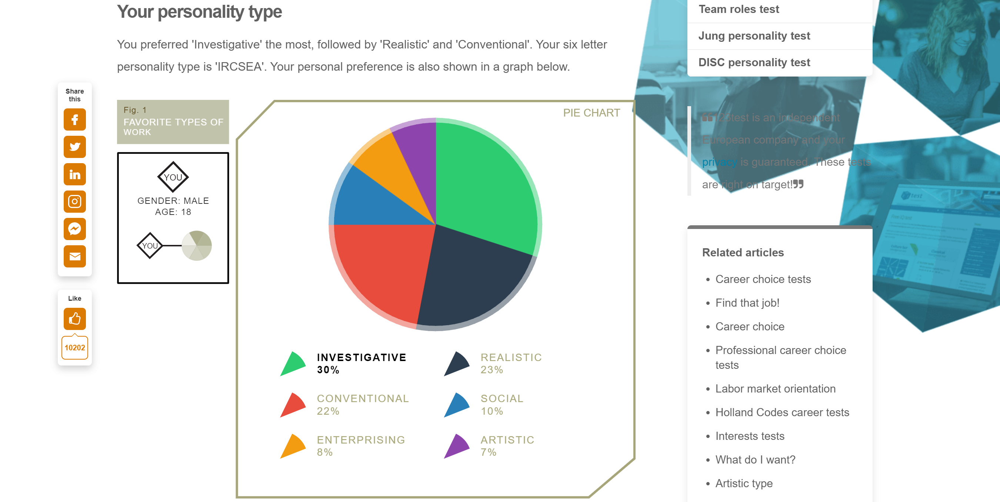 Your personality type
You preferred 'Investigative' the most, followed by 'Realistic' and 'Conventional'. Your six letter
personality type is 'IRCSEA'. Your personal preference is also shown in a graph below.
Share
this
Like
10202
Fig. 1
FAVORITE TYPES OF
WORK
YOU
GENDER: MALE
AGE: 18
YOU
PIE CHART
INVESTIGATIVE
30%
REALISTIC
23%
CONVENTIONAL
22%
SOCIAL
10%
ENTERPRISING
8%
ARTISTIC
7%
Team roles test
Jung personality test
DISC personality test
❝123test is an independent
European company and your
privacy is guaranteed. These tests
are right on target!❞
test
Related articles
• Career choice tests
• Find that job!
• Career choice
• Professional career choice
tests
• Labor market orientation
• Holland Codes career tests
• Interests tests
• What do I want?
• Artistic type